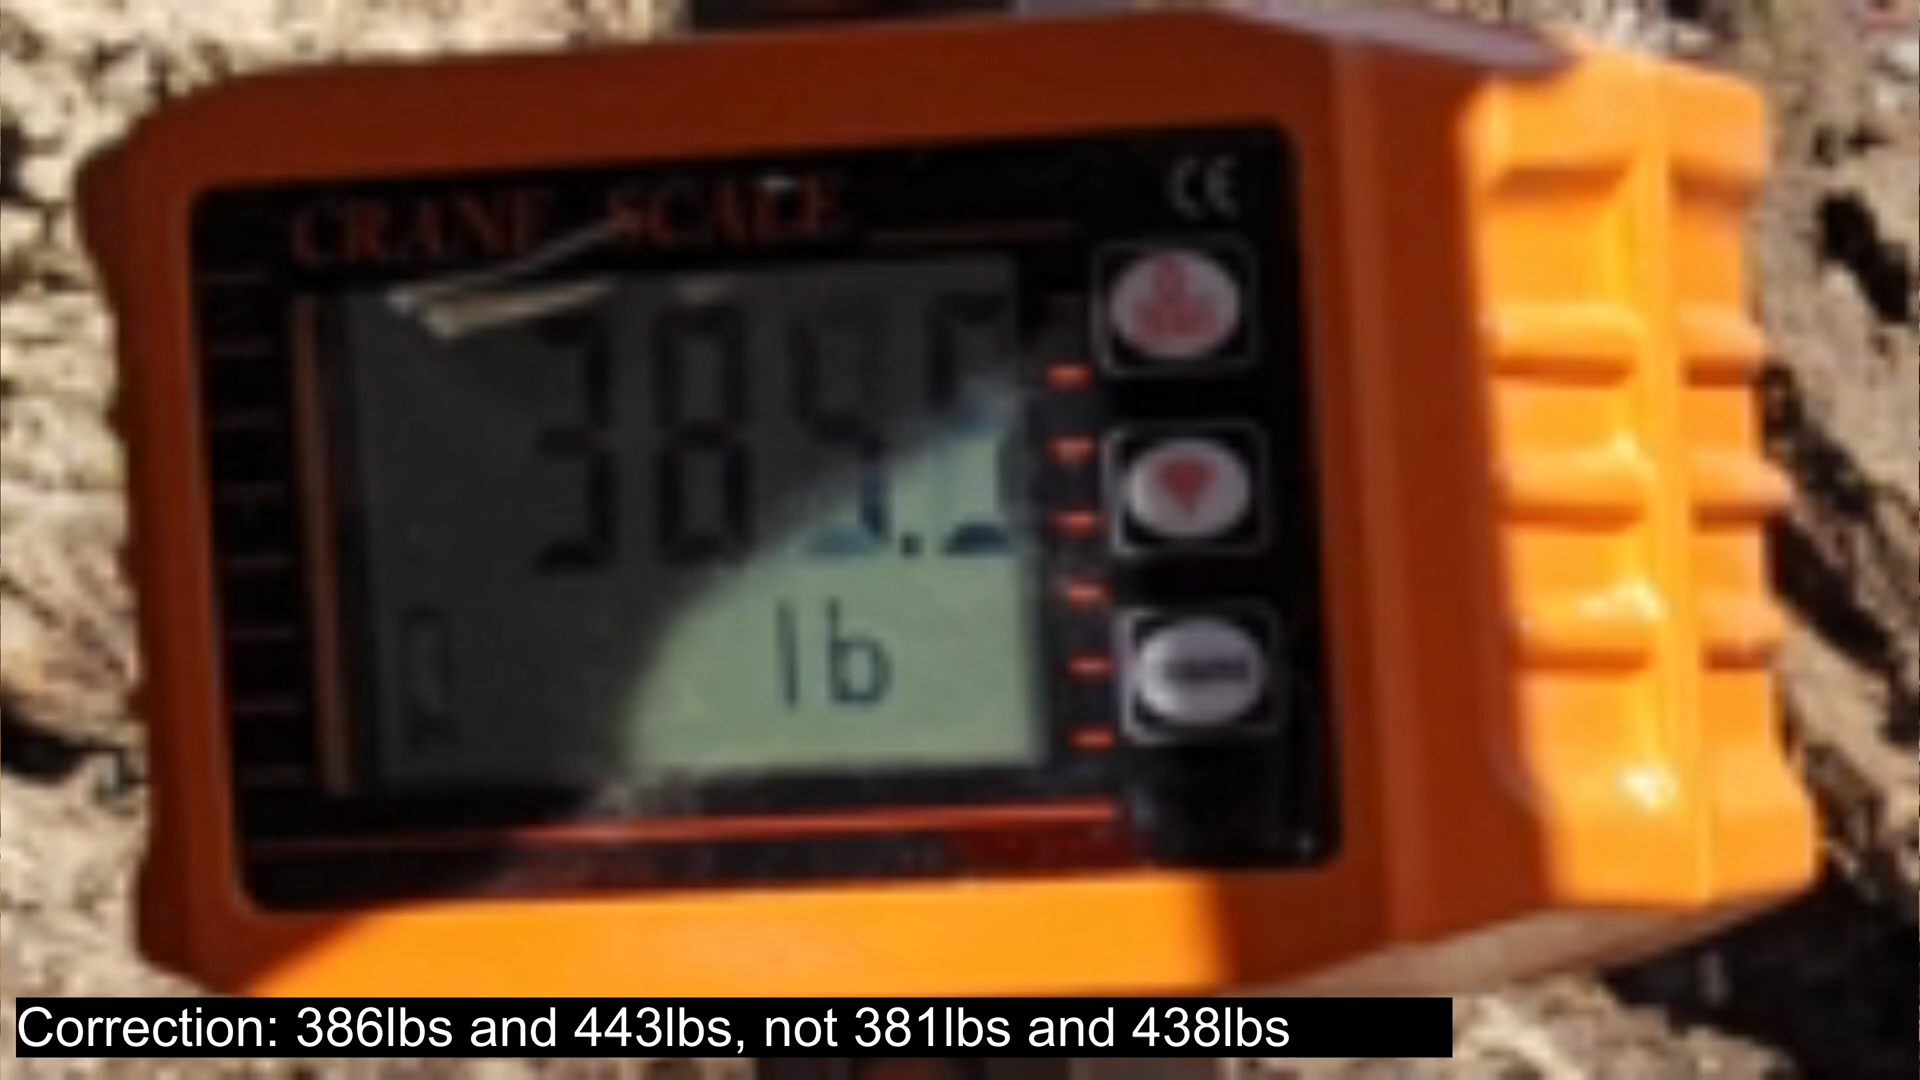 CRANE SCALE
CE
lb
Correction: 386lbs and 443lbs, not 381lbs and 438lbs